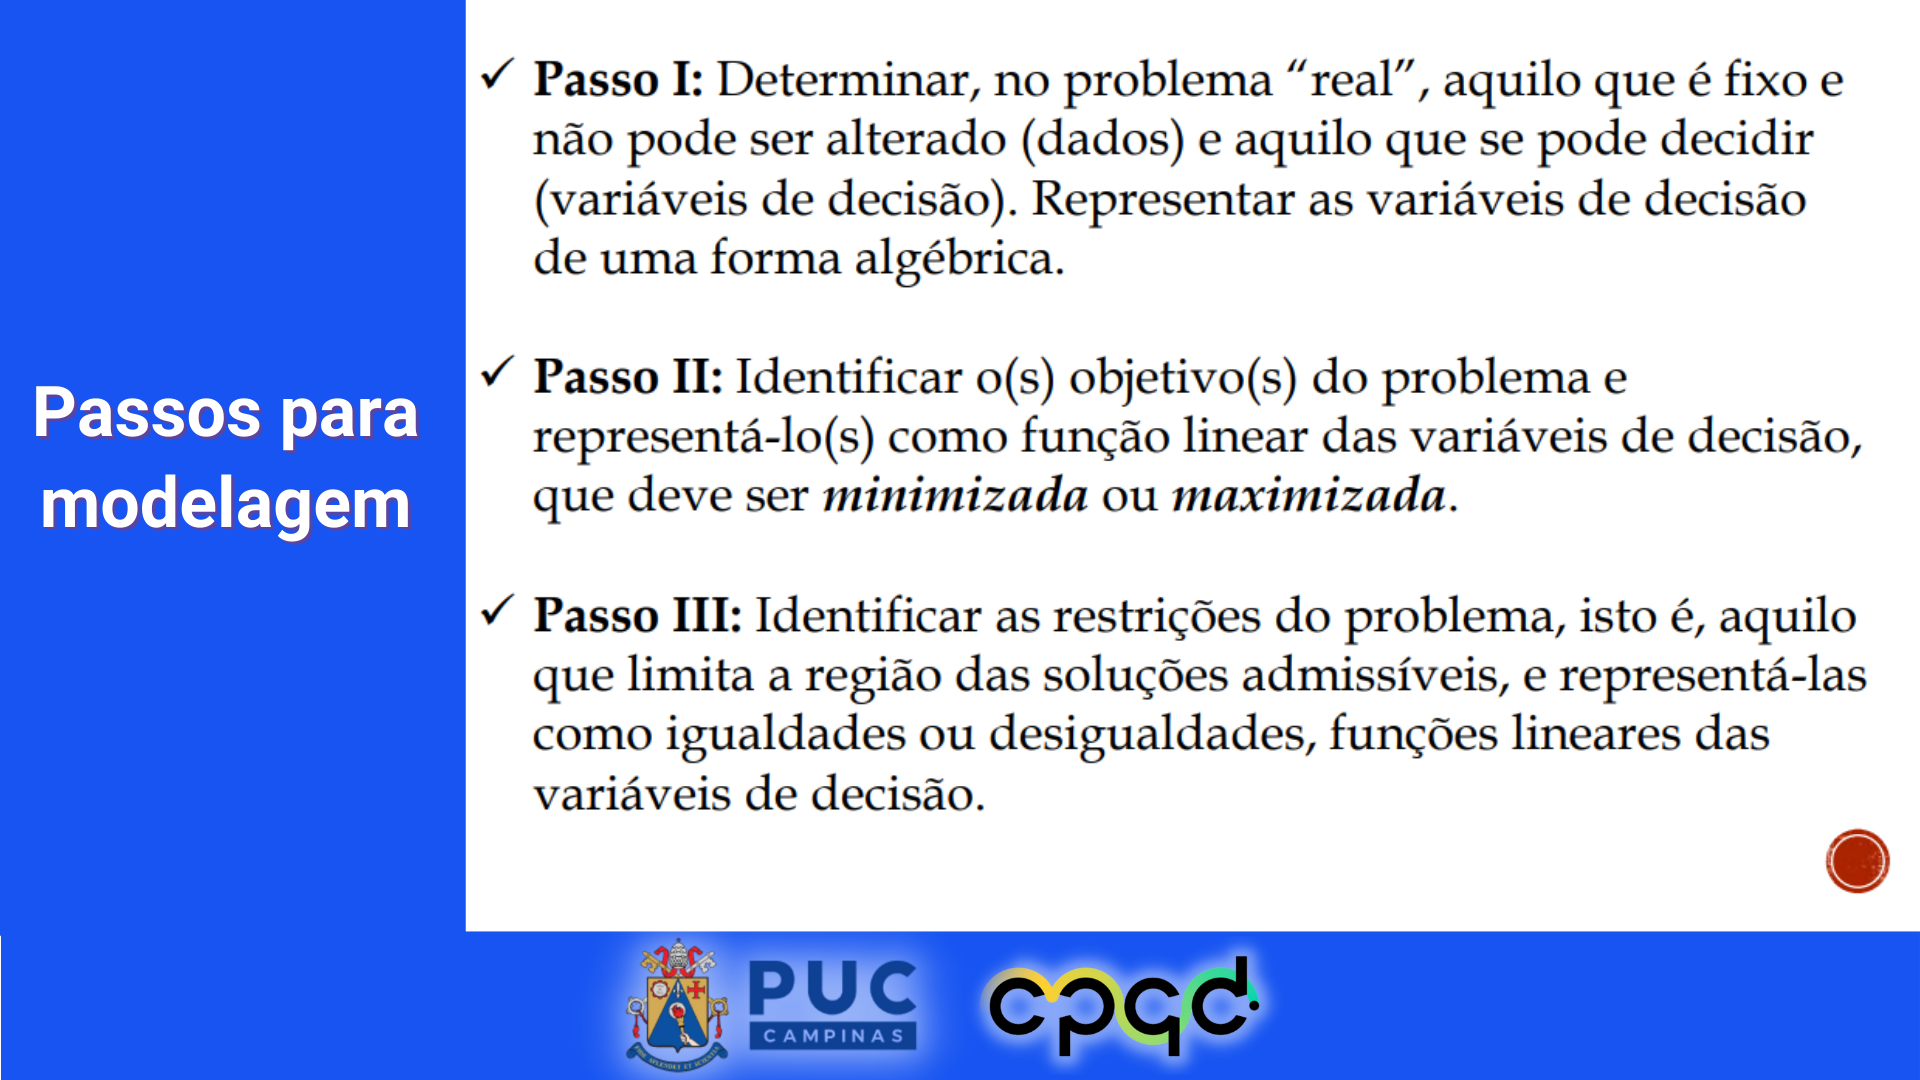 Passos para
modelagem
✓ Passo I: Determinar, no problema “real”, aquilo que é fixo e
não pode ser alterado (dados) e aquilo que se pode decidir
(variáveis de decisão). Representar as variáveis de decisão
de uma forma algébrica.
✓ Passo II: Identificar o(s) objetivo(s) do problema e
representá-lo(s) como função linear das variáveis de decisão,
que deve ser minimizada ou maximizada.
✓ Passo III: Identificar as restrições do problema, isto é, aquilo
que limita a região das soluções admissíveis, e representá-las
como igualdades ou desigualdades, funções lineares das
variáveis de decisão.
PUC
CAMPINAS
cpqd